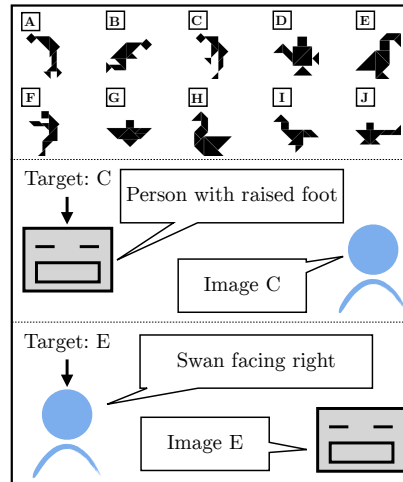 A B C D E
F G H I J
Target: C
Person with raised foot
Image C
Target: E
Swan facing right
Image E